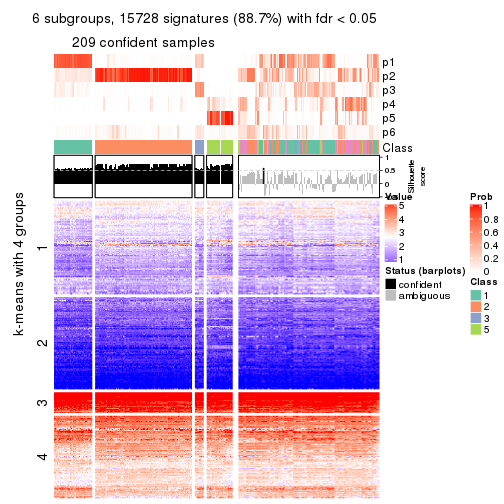 6 subgroups, 15728 signatures (88.7%) with fdr < 0.05
209 confident samples
p1
p2
p3
p4
p5
p6
Class
1
0.5
0
Silhouette
score
k-means with 4 groups
1
2
3
4
Value
5
4
3
2
1
Status (barplots)
confident
ambiguous
Prob
1
0.8
0.6
0.4
0.2
0
Class
1
2
3
5